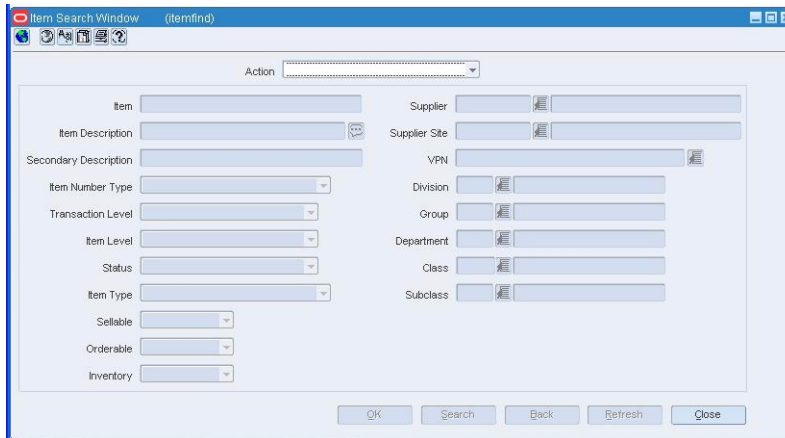 Item Search Window (itemfind)
Action
Item
Item Description
Secondary Description
Item Number Type
Transaction Level
Item Level
Status
Item Type
Sellable
Orderable
Inventory
Supplier
Supplier Site
VPN
Division
Group
Department
Class
Subclass
OK Search Back Refresh Close